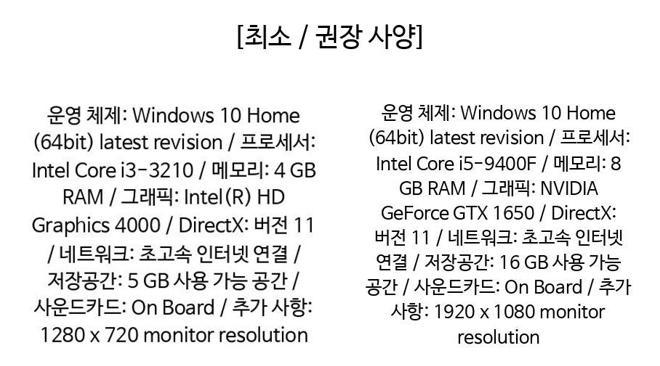 [최소 / 권장 사양]
운영 체제: Windows 10 Home
(64bit) latest revision / 프로세서:
Intel Core i3-3210 / 메모리: 4 GB
RAM / 그래픽: Intel(R) HD
Graphics 4000 / DirectX: 버전 11
/ 네트워크: 초고속 인터넷 연결 /
저장공간: 5 GB 사용 가능 공간 /
사운드카드: On Board / 추가 사항:
1280 x 720 monitor resolution
운영 체제: Windows 10 Home
(64bit) latest revision / 프로세서:
Intel Core i5-9400F / 메모리: 8
GB RAM / 그래픽: NVIDIA
GeForce GTX 1650 / DirectX:
버전 11 / 네트워크: 초고속 인터넷
연결 / 저장공간: 16 GB 사용 가능
공간 / 사운드카드: On Board / 추가
사항: 1920 x 1080 monitor
resolution